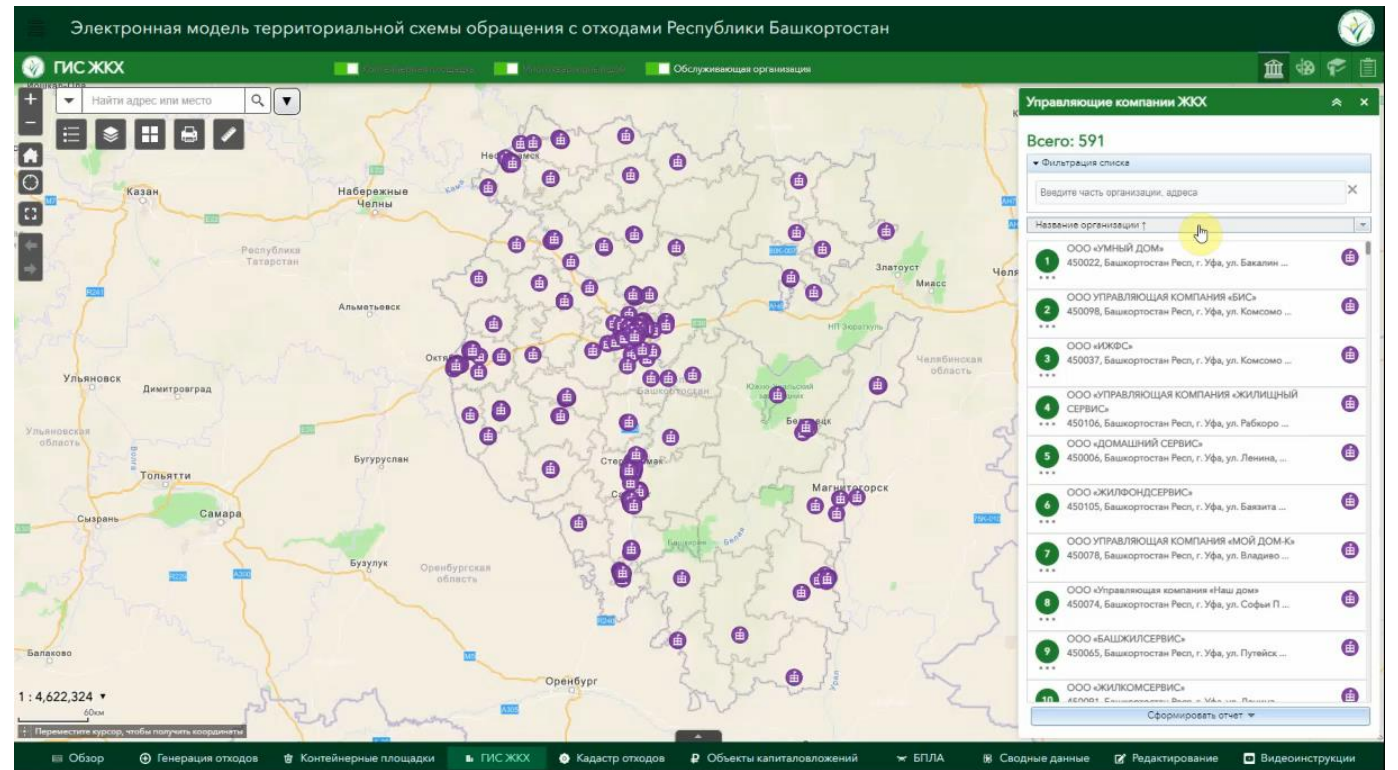 Электронная модель территориальной схемы обращения с отходами Республики Башкортостан
ГИС ЖКХ
Обслуживающая организация
Найти адрес или место
Казань
Набережные
Челны
Республика
Татарстан
Альметьевск
Златоуст
Миасс
Челябинская
область
Ульяновск
Димитровград
Ульяновская
область
Тольятти
Сызрань
Самара
Бугуруслан
Магнитогорск
Бузулук
Оренбургская
область
Балаково
Оренбург
Урал
Волга
Белая
1 : 4,622,324
60км
Переместите курсор, чтобы получить координаты
Управляющие компании ЖКХ
Всего: 591
Фильтрация списка
Введите часть организации, адреса
Название организации ↑
1
ООО «УМНЫЙ ДОМ»
450022, Башкортостан Респ, г. Уфа, ул. Бакалин ...
2
ООО УПРАВЛЯЮЩАЯ КОМПАНИЯ «БИС»
450098, Башкортостан Респ, г. Уфа, ул. Комсомо ...
3
ООО «ИЖФС»
450037, Башкортостан Респ, г. Уфа, ул. Комсомо ...
4
ООО «УПРАВЛЯЮЩАЯ КОМПАНИЯ «ЖИЛИЩНЫЙ
СЕРВИС»
450106, Башкортостан Респ, г. Уфа, ул. Рабкоро ...
5
ООО «ДОМАШНИЙ СЕРВИС»
450006, Башкортостан Респ, г. Уфа, ул. Ленина, ...
6
ООО «ЖИЛФОНДСЕРВИС»
450105, Башкортостан Респ, г. Уфа, ул. Баязита ...
7
ООО УПРАВЛЯЮЩАЯ КОМПАНИЯ «МОЙ ДОМ-К»
450078, Башкортостан Респ, г. Уфа, ул. Владиво ...
8
ООО «Управляющая компания «Наш дом»
450074, Башкортостан Респ, г. Уфа, ул. Софьи П ...
9
ООО «БАШЖИЛСЕРВИС»
450065, Башкортостан Респ, г. Уфа, ул. Путейск ...
10
ООО «ЖИЛКОМСЕРВИС»
Сформировать отчет
Обзор
Генерация отходов
Контейнерные площадки
ГИС ЖКХ
Кадастр отходов
Объекты капиталовложений
БПЛА
Сводные данные
Редактирование
Видеоинструкции